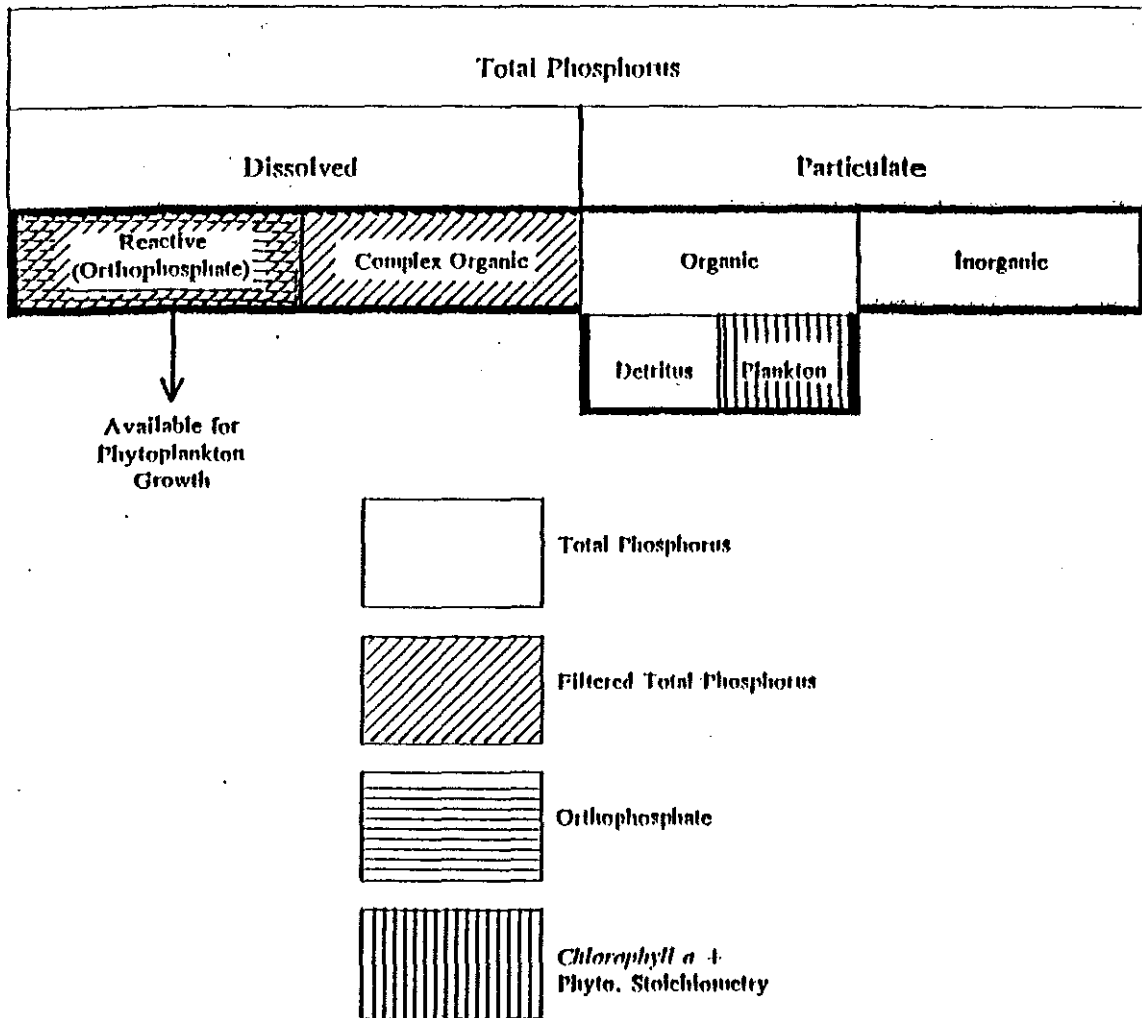 Total Phosphorus
Dissolved
Particulate
Reactive
(Orthophosphate)
Complex Organic
Organic
Inorganic
Detritus
Plankton
Available for
Phytoplankton
Growth
Total Phosphorus
Filtered Total Phosphorus
Orthophosphate
Chlorophyll a +
Phyto. Stoichiometry